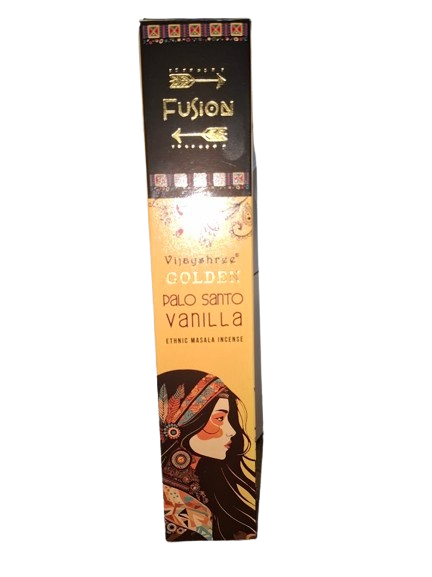 FUSION
Vijayshree®
GOLDEN
PALO SANTO
VANILLA
ETHNIC MASALA INCENSE